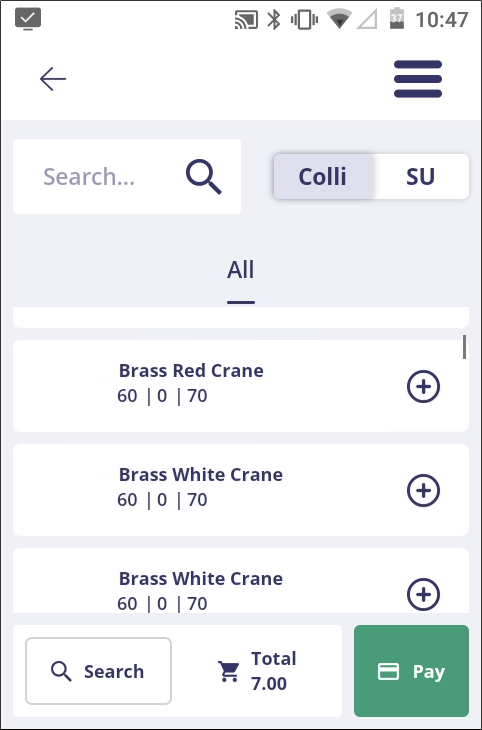 37 10:47
Search...
Colli SU
All
Brass Red Crane
60 | 0 | 70
Brass White Crane
60 | 0 | 70
Brass White Crane
60 | 0 | 70
Search
Total
7.00
Pay